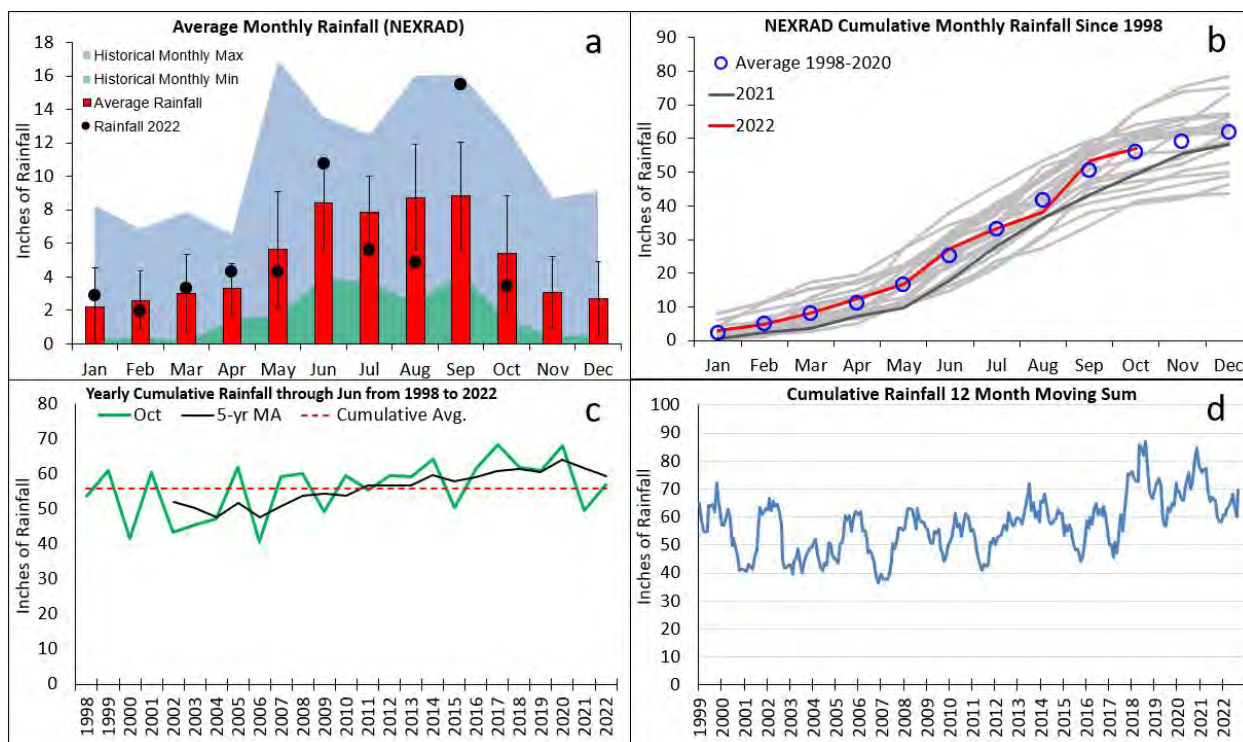 Average Monthly Rainfall (NEXRAD)
a
18
16
14
12
10
8
6
4
2
0
Inches of Rainfall
Historical Monthly Max
Historical Monthly Min
Average Rainfall
Rainfall 2022
Jan Feb Mar Apr May Jun Jul Aug Sep Oct Nov Dec
NEXRAD Cumulative Monthly Rainfall Since 1998
b
90
80
70
60
50
40
30
20
10
0
Inches of Rainfall
Average 1998-2020
2021
2022
Jan Feb Mar Apr May Jun Jul Aug Sep Oct Nov Dec
Yearly Cumulative Rainfall through Jun from 1998 to 2022
c
Oct 5-yr MA Cumulative Avg.
80
70
60
50
40
30
20
10
0
Inches of Rainfall
1998 1999 2000 2001 2002 2003 2004 2005 2006 2007 2008 2009 2010 2011 2012 2013 2014 2015 2016 2017 2018 2019 2020 2021 2022
Cumulative Rainfall 12 Month Moving Sum
d
100
90
80
70
60
50
40
30
20
10
0
Inches of Rainfall
1999 2000 2001 2002 2003 2004 2005 2006 2007 2008 2009 2010 2011 2012 2013 2014 2015 2016 2017 2018 2019 2020 2021 2022